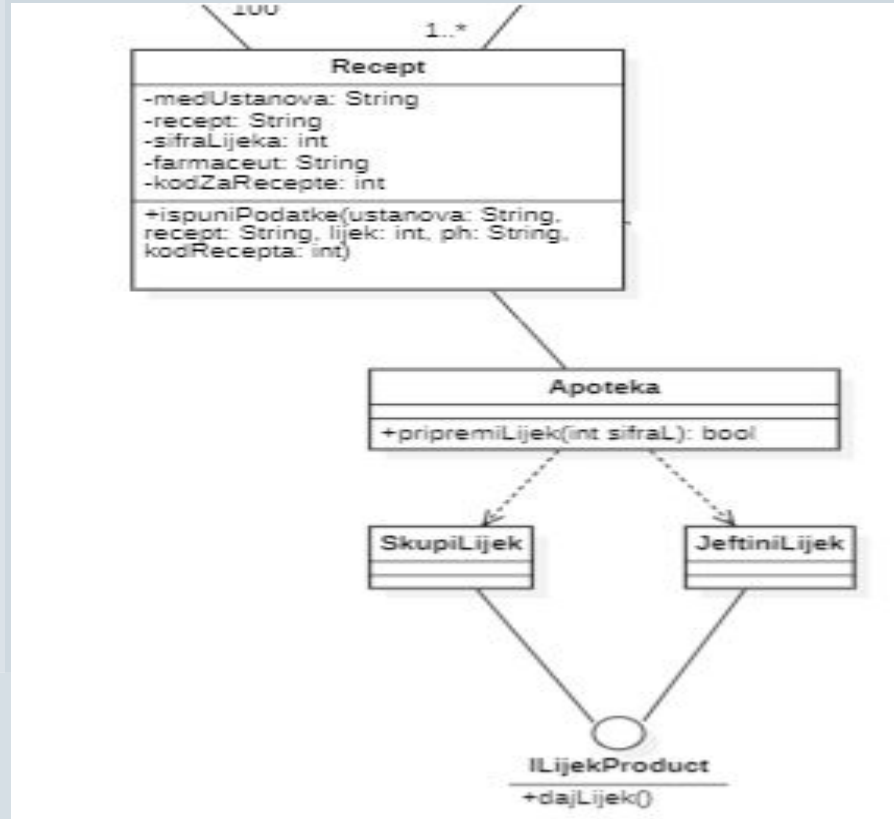 100
1..*
Recept
-medUstanova: String
-recept: String
-sifraLijeka: int
-farmaceut: String
-kodZaRecepte: int
+ispuniPodatke(ustanova: String,
recept: String, lijek: int, ph: String,
kodRecepta: int)
Apoteka
+pripremiLijek(int sifraL): bool
SkupiLijek
JeftiniLijek
ILijekProduct
+dajLijek()